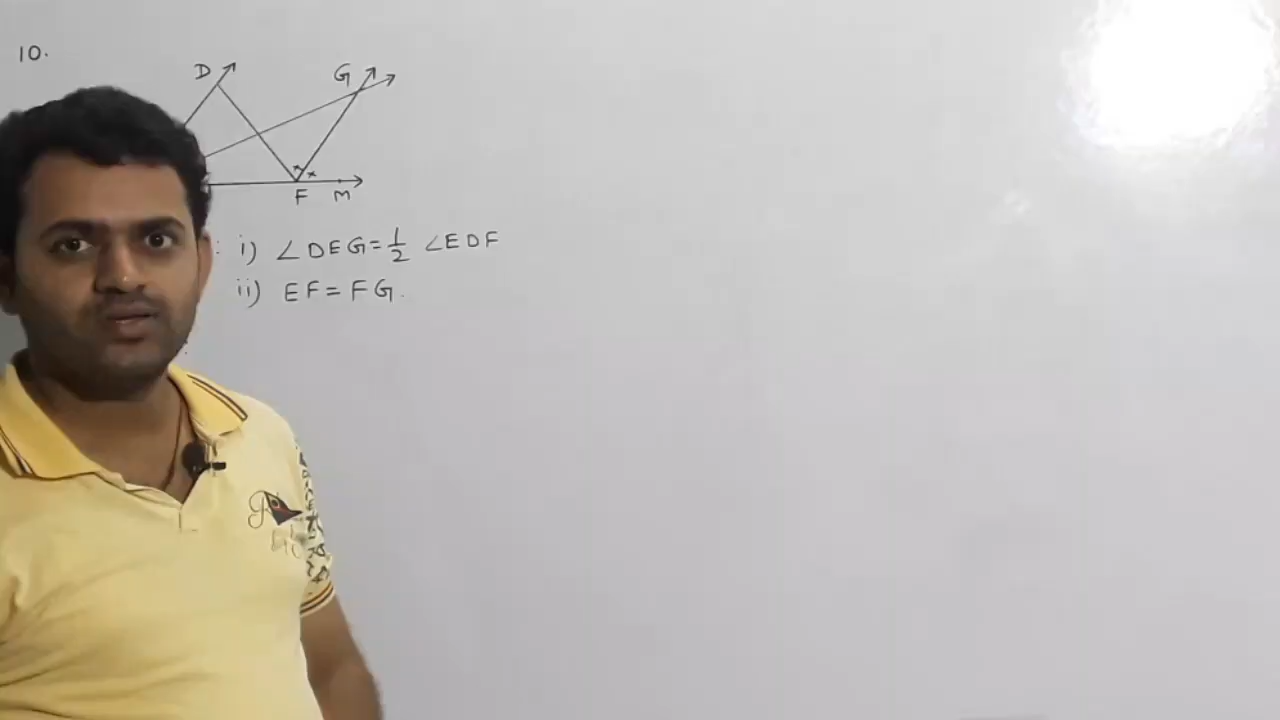 10.
D G
F M
: i) ∠DEG = 1/2 ∠EDF
ii) EF = FG.